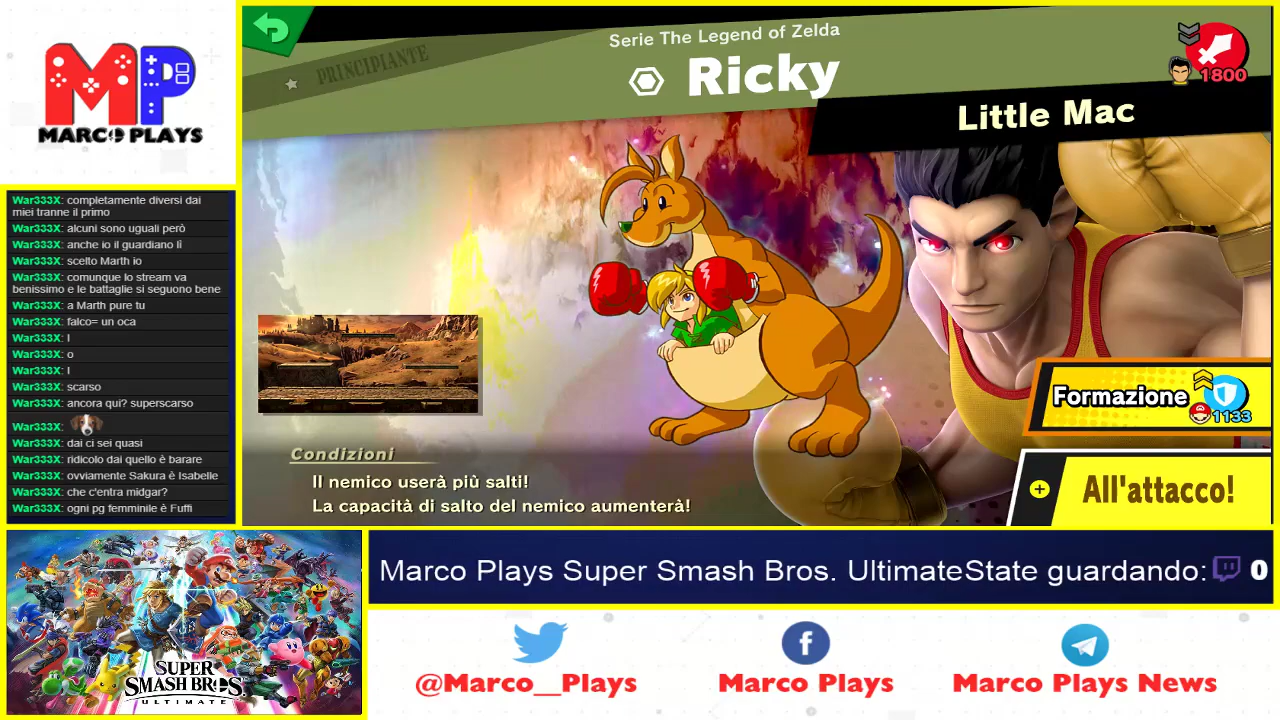 MP
MARCO PLAYS
War333X: completamente diversi dai
miei tranne il primo
War333X: alcuni sono uguali però
War333X: anche io il guardiano lì
War333X: scelto Marth io
War333X: comunque lo stream va
benissimo e le battaglie si seguono bene
War333X: a Marth pure tu
War333X: falco= un oca
War333X: l
War333X: o
War333X: l
War333X: scarso
War333X: ancora qui? superscarso
War333X:
War333X: dai ci sei quasi
War333X: ridicolo dai quello è barare
War333X: ovviamente Sakura è Isabelle
War333X: che c'entra midgar?
War333X: ogni pg femminile è Fuffi
PRINCIPIANTE
Serie The Legend of Zelda
Ricky
1800
Little Mac
Formazione
1133
Condizioni
Il nemico userà più salti!
La capacità di salto del nemico aumenterà!
All'attacco!
SUPER
SMASH BROS.
ULTIMATE
Marco Plays Super Smash Bros. UltimateState guardando: 0
@Marco__Plays
Marco Plays
Marco Plays News